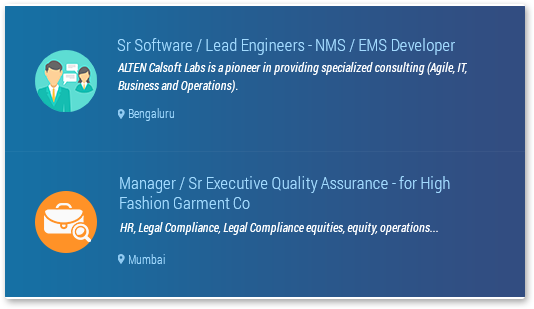 Sr Software / Lead Engineers - NMS / EMS Developer
ALTEN Calsoft Labs is a pioneer in providing specialized consulting (Agile, IT,
Business and Operations).
Bengaluru
Manager / Sr Executive Quality Assurance - for High
Fashion Garment Co
HR, Legal Compliance, Legal Compliance equities, equity, operations...
Mumbai